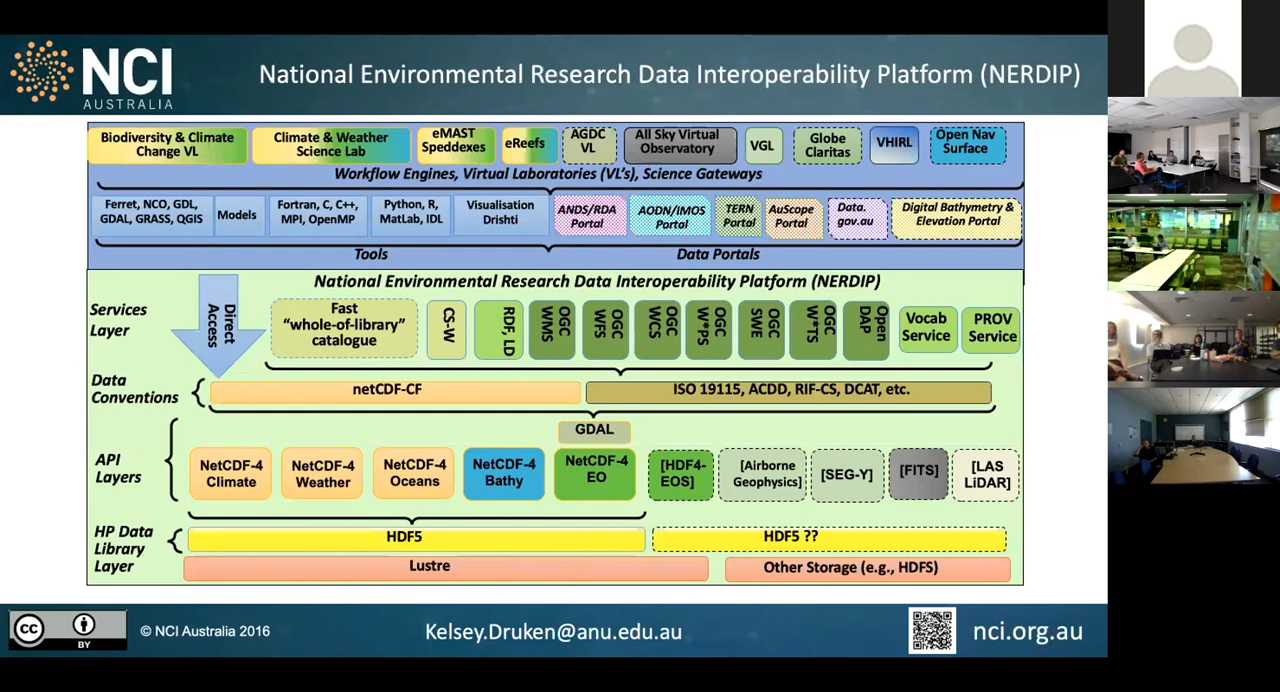 NCI
AUSTRALIA
National Environmental Research Data Interoperability Platform (NERDIP)
Biodiversity & Climate
Change VL
Climate & Weather
Science Lab
eMAST
Speddexes
eReefs
AGDC
VL
All Sky Virtual
Observatory
VGL
Globe
Claritas
VHIRL
Open Nav
Surface
Workflow Engines, Virtual Laboratories (VL's), Science Gateways
Ferret, NCO, GDL,
GDAL, GRASS, QGIS
Models
Fortran, C, C++,
MPI, OpenMP
Python, R,
MatLab, IDL
Visualisation
Drishti
ANDS/RDA
Portal
AODN/IMOS
Portal
TERN
Portal
AuScope
Portal
Data.
gov.au
Digital Bathymetry &
Elevation Portal
Tools
Data Portals
National Environmental Research Data Interoperability Platform (NERDIP)
Services
Layer
Direct
Access
Fast
“whole-of-library”
catalogue
CS-W
RDF, LD
OGC
WMS
OGC
WFS
OGC
WCS
OGC
W*PS
OGC
SWE
OGC
W*TS
Open
DAP
Vocab
Service
PROV
Service
Data
Conventions
netCDF-CF
ISO 19115, ACDD, RIF-CS, DCAT, etc.
GDAL
API
Layers
NetCDF-4
Climate
NetCDF-4
Weather
NetCDF-4
Oceans
NetCDF-4
Bathy
NetCDF-4
EO
[HDF4-
EOS]
[Airborne
Geophysics]
[SEG-Y]
[FITS]
[LAS
LiDAR]
HP Data
Library
Layer
HDF5
HDF5 ??
Lustre
Other Storage (e.g., HDFS)
cc
BY
© NCI Australia 2016
Kelsey.Druken@anu.edu.au
nci.org.au